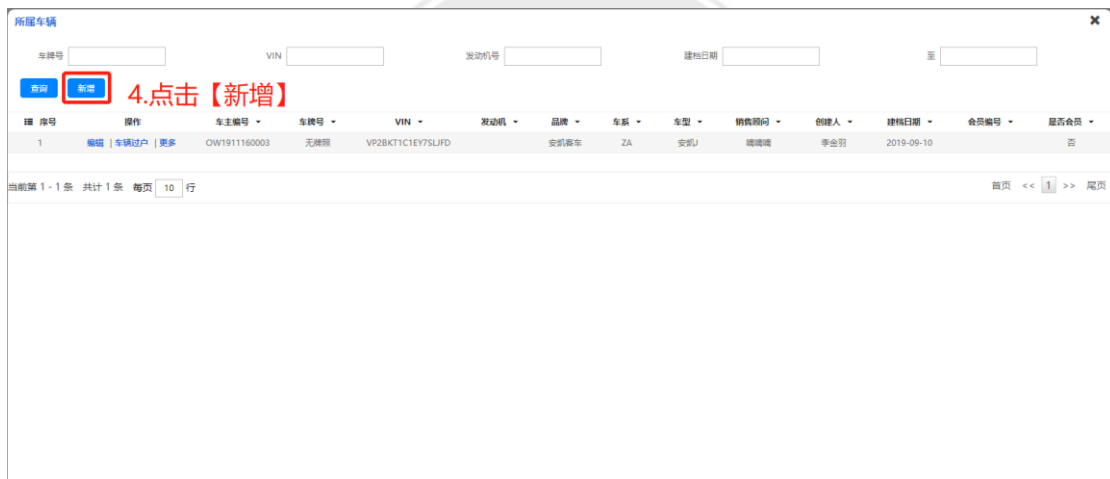 所属车辆
车牌号 VIN 发动机号 建档日期 至
查询 新增 4.点击【新增】
序号 操作 车主编号 车牌号 VIN 发动机 品牌 车系 车型 销售顾问 创建人 建档日期 会员编号 是否会员
1 编辑 | 车辆过户 | 更多 OW1911160003 无牌照 VP2BKT1C1EY7SLJFD 安凯客车 ZA 安凯J 嘀嘀嘀 李会羽 2019-09-10 否
当前第 1 - 1 条 共计 1 条 每页 10 行 首页 << 1 >> 尾页